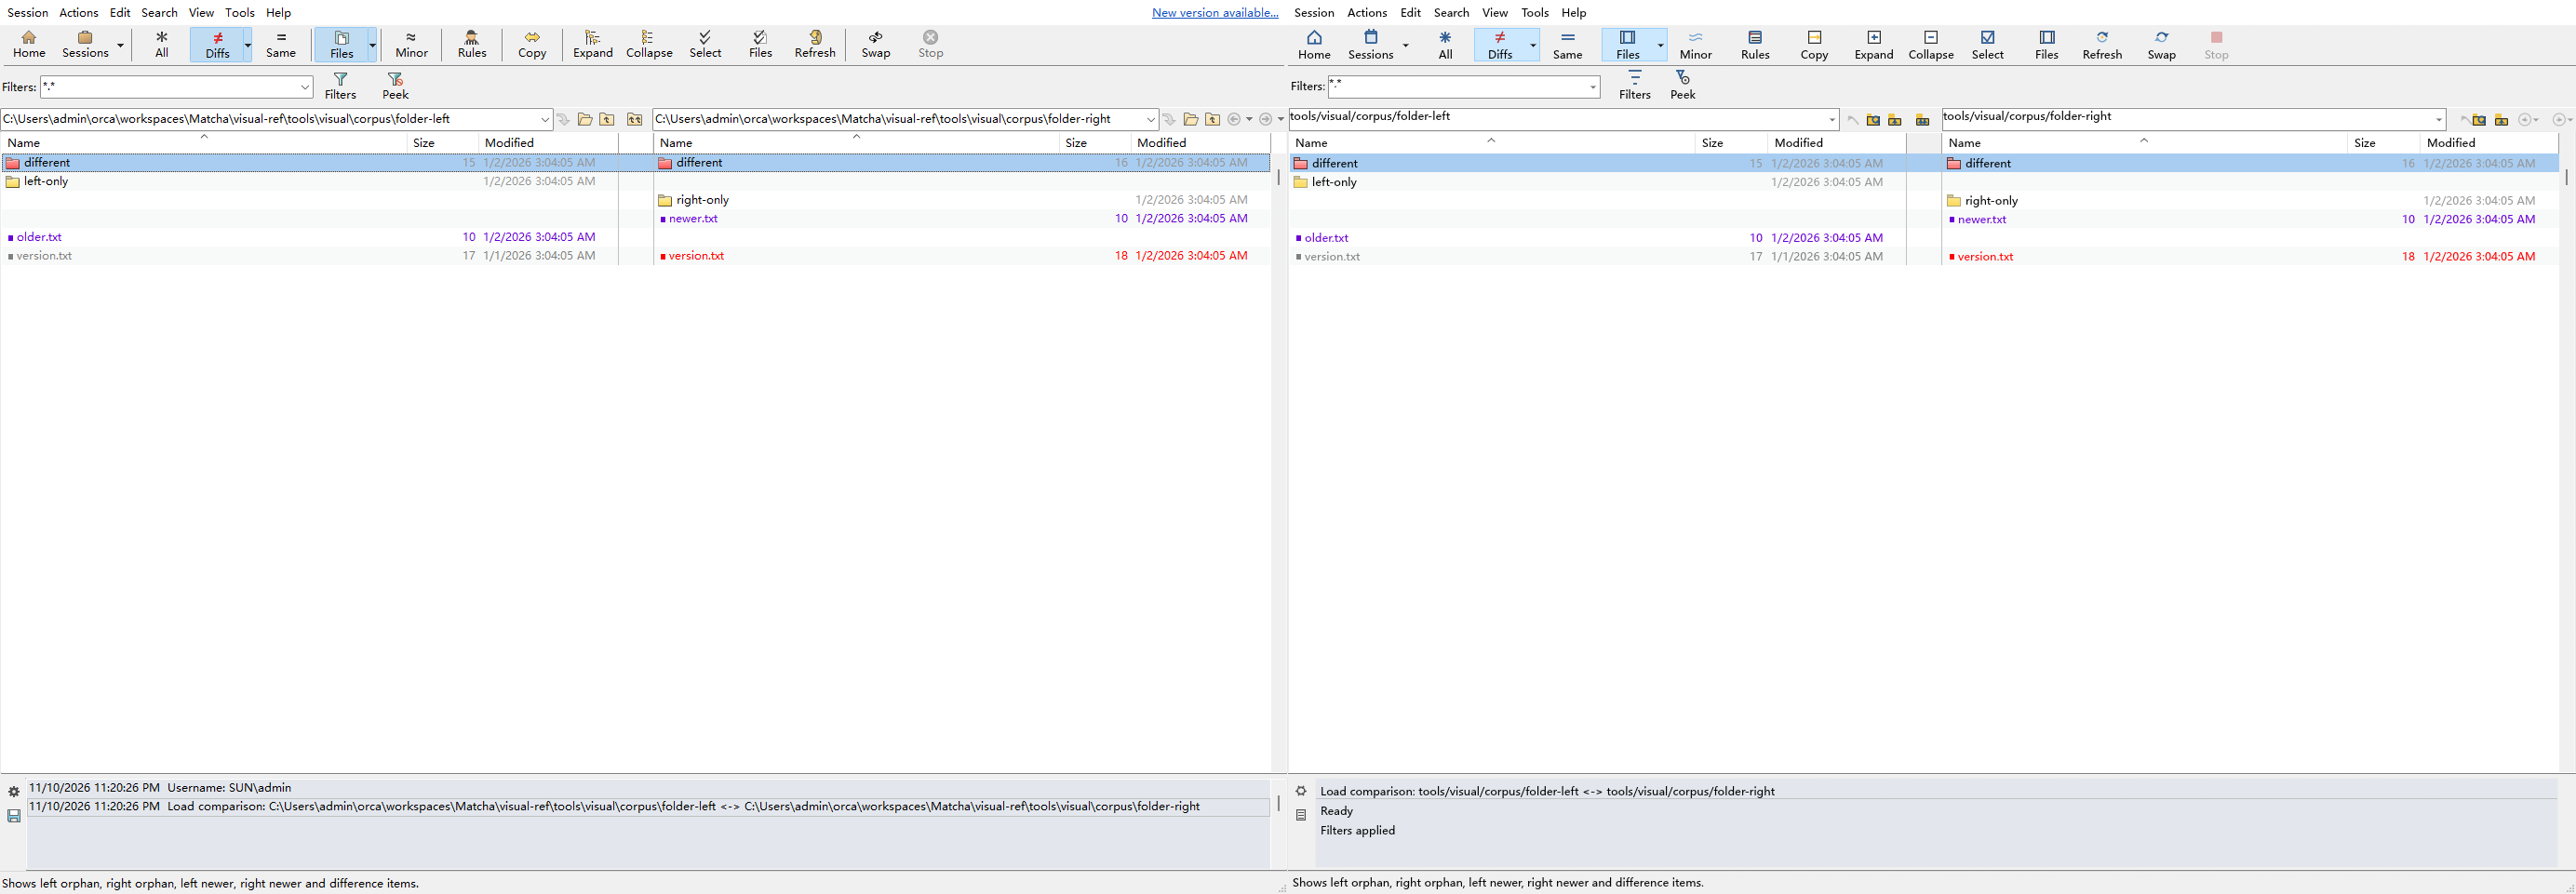 Session Actions Edit Search View Tools Help New version available...
Home Sessions All Diffs Same Files Minor Rules Copy Expand Collapse Select Files Refresh Swap Stop
Filters: *.* Filters Peek
C:\Users\admin\orca\workspaces\Matcha\visual-ref\tools\visual\corpus\folder-left C:\Users\admin\orca\workspaces\Matcha\visual-ref\tools\visual\corpus\folder-right
Name Size Modified Name Size Modified
different 15 1/2/2026 3:04:05 AM different 16 1/2/2026 3:04:05 AM
left-only 1/2/2026 3:04:05 AM
right-only 1/2/2026 3:04:05 AM
newer.txt 10 1/2/2026 3:04:05 AM
older.txt 10 1/2/2026 3:04:05 AM
version.txt 17 1/1/2026 3:04:05 AM version.txt 18 1/2/2026 3:04:05 AM
11/10/2026 11:20:26 PM Username: SUN\admin
11/10/2026 11:20:26 PM Load comparison: C:\Users\admin\orca\workspaces\Matcha\visual-ref\tools\visual\corpus\folder-left <-> C:\Users\admin\orca\workspaces\Matcha\visual-ref\tools\visual\corpus\folder-right
Shows left orphan, right orphan, left newer, right newer and difference items.
Session Actions Edit Search View Tools Help
Home Sessions All Diffs Same Files Minor Rules Copy Expand Collapse Select Files Refresh Swap Stop
Filters: *.* Filters Peek
tools/visual/corpus/folder-left tools/visual/corpus/folder-right
Name Size Modified Name Size Modified
different 15 1/2/2026 3:04:05 AM different 16 1/2/2026 3:04:05 AM
left-only 1/2/2026 3:04:05 AM
right-only 1/2/2026 3:04:05 AM
newer.txt 10 1/2/2026 3:04:05 AM
older.txt 10 1/2/2026 3:04:05 AM
version.txt 17 1/1/2026 3:04:05 AM version.txt 18 1/2/2026 3:04:05 AM
Load comparison: tools/visual/corpus/folder-left <-> tools/visual/corpus/folder-right
Ready
Filters applied
Shows left orphan, right orphan, left newer, right newer and difference items.